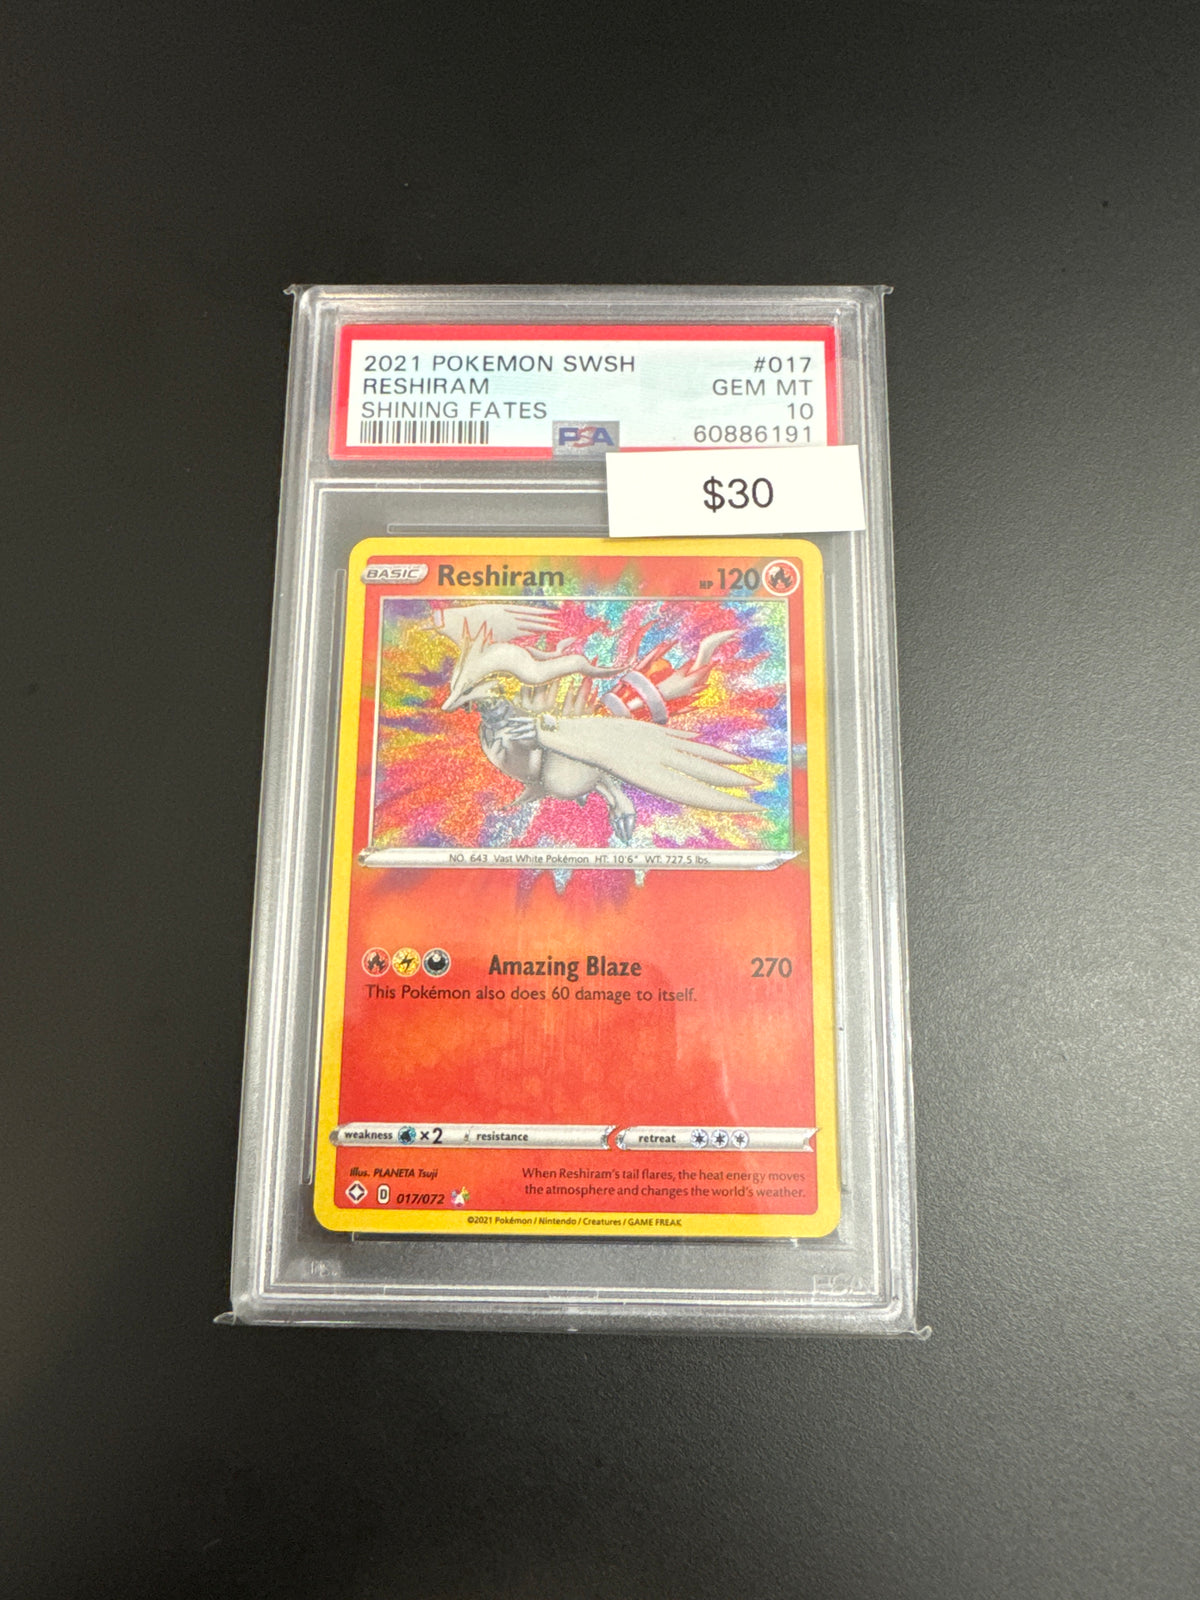 2021 POKEMON SWSH #017
RESHIRAM GEM MT
SHINING FATES 10
PSA 60886191
$30
BASIC Reshiram HP 120
NO. 643 Vast White Pokémon HT: 10'6" WT: 727.5 lbs.
Amazing Blaze 270
This Pokémon also does 60 damage to itself.
weakness ×2 resistance retreat
Illus. PLANETA Tsuji
When Reshiram's tail flares, the heat energy moves
the atmosphere and changes the world's weather.
D 017/072
©2021 Pokémon / Nintendo / Creatures / GAME FREAK
PSA